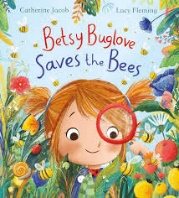 Catherine Jacob Lucy Fleming
Betsy Buglove
Saves the Bees